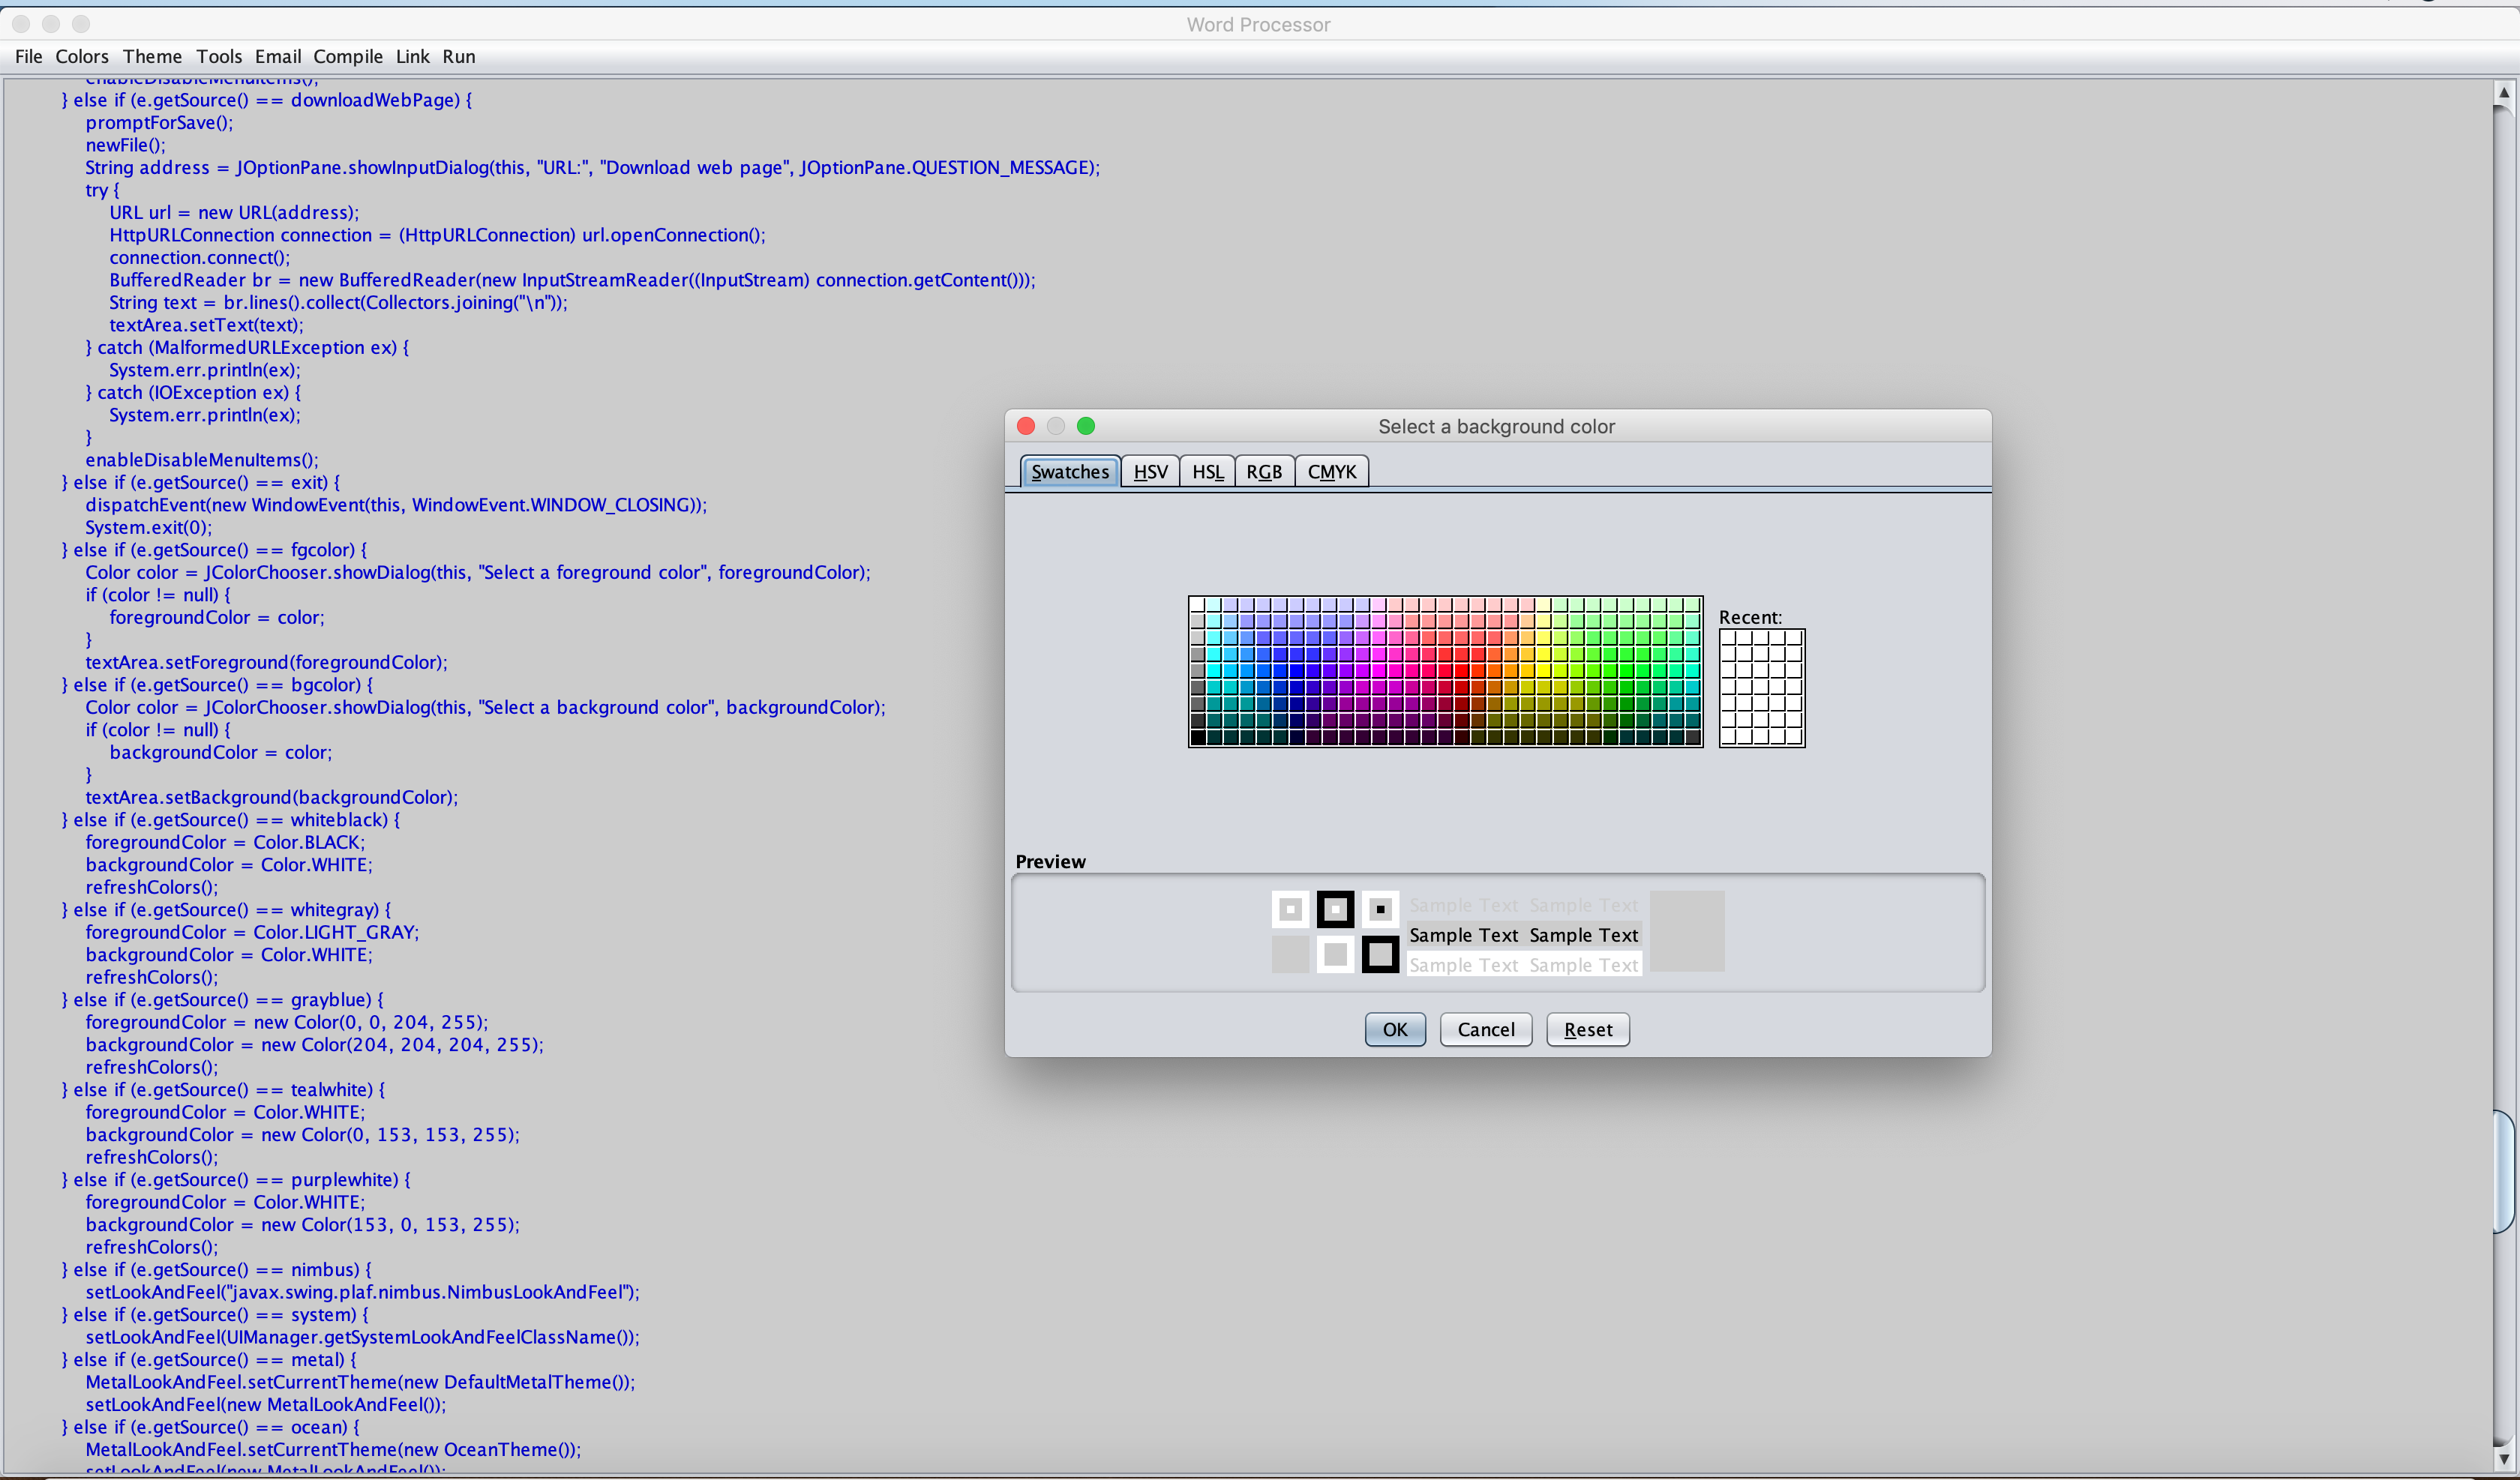 Word Processor
File Colors Theme Tools Email Compile Link Run
enableDisableMenuItems();
} else if (e.getSource() == downloadWebPage) {
promptForSave();
newFile();
String address = JOptionPane.showInputDialog(this, "URL:", "Download web page", JOptionPane.QUESTION_MESSAGE);
try {
URL url = new URL(address);
HttpURLConnection connection = (HttpURLConnection) url.openConnection();
connection.connect();
BufferedReader br = new BufferedReader(new InputStreamReader((InputStream) connection.getContent()));
String text = br.lines().collect(Collectors.joining("\n"));
textArea.setText(text);
} catch (MalformedURLException ex) {
System.err.println(ex);
} catch (IOException ex) {
System.err.println(ex);
}
enableDisableMenuItems();
} else if (e.getSource() == exit) {
dispatchEvent(new WindowEvent(this, WindowEvent.WINDOW_CLOSING));
System.exit(0);
} else if (e.getSource() == fgcolor) {
Color color = JColorChooser.showDialog(this, "Select a foreground color", foregroundColor);
if (color != null) {
foregroundColor = color;
}
textArea.setForeground(foregroundColor);
} else if (e.getSource() == bgcolor) {
Color color = JColorChooser.showDialog(this, "Select a background color", backgroundColor);
if (color != null) {
backgroundColor = color;
}
textArea.setBackground(backgroundColor);
} else if (e.getSource() == whiteblack) {
foregroundColor = Color.BLACK;
backgroundColor = Color.WHITE;
refreshColors();
} else if (e.getSource() == whitegray) {
foregroundColor = Color.LIGHT_GRAY;
backgroundColor = Color.WHITE;
refreshColors();
} else if (e.getSource() == grayblue) {
foregroundColor = new Color(0, 0, 204, 255);
backgroundColor = new Color(204, 204, 204, 255);
refreshColors();
} else if (e.getSource() == tealwhite) {
foregroundColor = Color.WHITE;
backgroundColor = new Color(0, 153, 153, 255);
refreshColors();
} else if (e.getSource() == purplewhite) {
foregroundColor = Color.WHITE;
backgroundColor = new Color(153, 0, 153, 255);
refreshColors();
} else if (e.getSource() == nimbus) {
setLookAndFeel("javax.swing.plaf.nimbus.NimbusLookAndFeel");
} else if (e.getSource() == system) {
setLookAndFeel(UIManager.getSystemLookAndFeelClassName());
} else if (e.getSource() == metal) {
MetalLookAndFeel.setCurrentTheme(new DefaultMetalTheme());
setLookAndFeel(new MetalLookAndFeel());
} else if (e.getSource() == ocean) {
MetalLookAndFeel.setCurrentTheme(new OceanTheme());
setLookAndFeel(new MetalLookAndFeel());
Select a background color
Swatches HSV HSL RGB CMYK
Recent:
Preview
Sample Text Sample Text
Sample Text Sample Text
Sample Text Sample Text
OK Cancel Reset